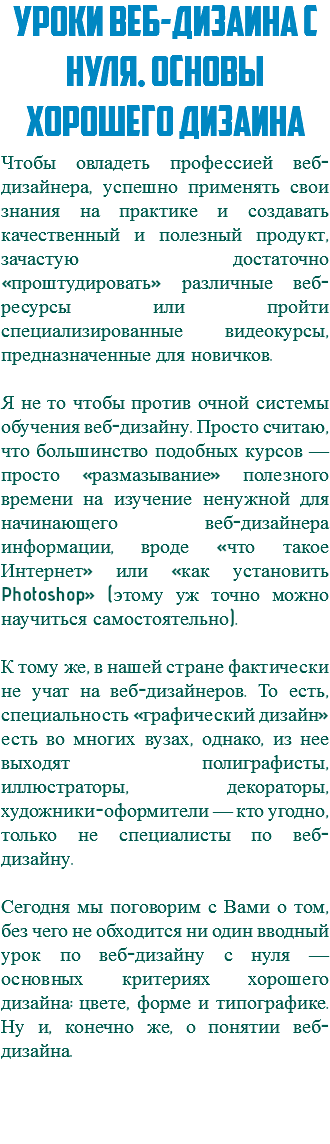 УРОКИ ВЕБ-ДИЗАЙНА С
НУЛЯ. ОСНОВЫ
ХОРОШЕГО ДИЗАЙНА
Чтобы овладеть профессией веб-
дизайнера, успешно применять свои
знания на практике и создавать
качественный и полезный продукт,
зачастую достаточно
«проштудировать» различные веб-
ресурсы или пройти
специализированные видеокурсы,
предназначенные для новичков.
Я не то чтобы против очной системы
обучения веб-дизайну. Просто считаю,
что большинство подобных курсов —
просто «размазывание» полезного
времени на изучение ненужной для
начинающего веб-дизайнера
информации, вроде «что такое
Интернет» или «как установить
Photoshop» (этому уж точно можно
научиться самостоятельно).
К тому же, в нашей стране фактически
не учат на веб-дизайнеров. То есть,
специальность «графический дизайн»
есть во многих вузах, однако, из нее
выходят полиграфисты,
иллюстраторы, декораторы,
художники-оформители — кто угодно,
только не специалисты по веб-
дизайну.
Сегодня мы поговорим с Вами о том,
без чего не обходится ни один вводный
урок по веб-дизайну с нуля —
основных критериях хорошего
дизайна: цвете, форме и типографике.
Ну и, конечно же, о понятии веб-
дизайна.